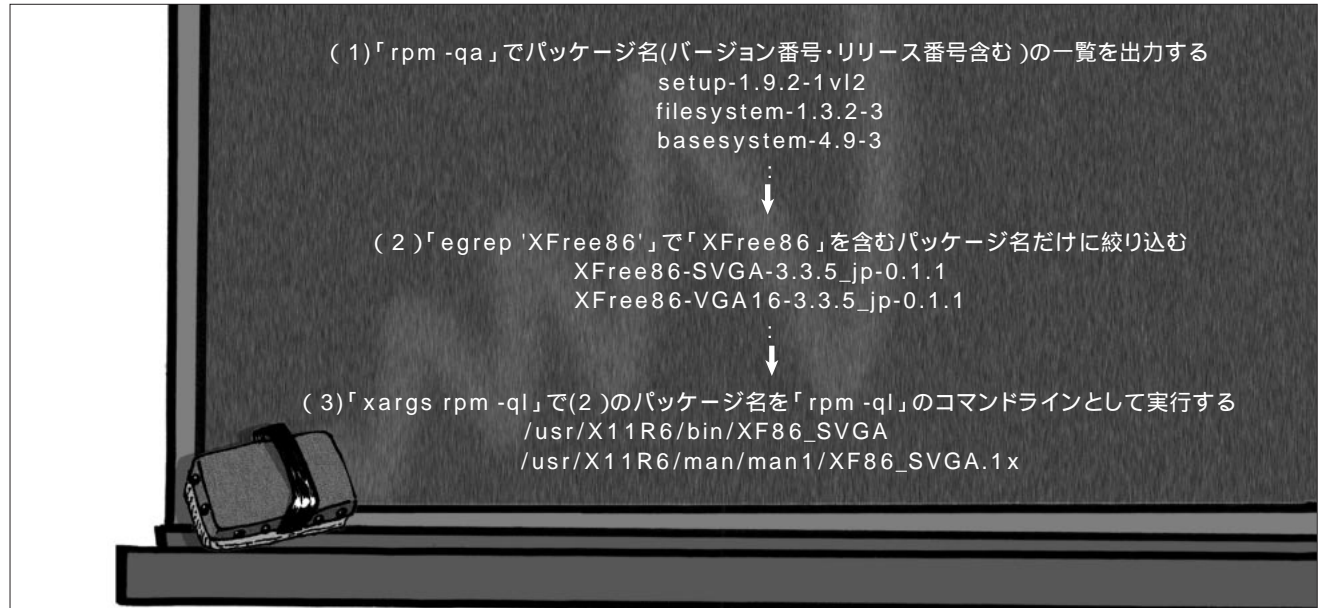 (1)「rpm -qa」でパッケージ名(バージョン番号・リリース番号含む)の一覧を出力する
setup-1.9.2-1vl2
filesystem-1.3.2-3
basesystem-4.9-3
:
(2)「egrep 'XFree86'」で「XFree86」を含むパッケージ名だけに絞り込む
XFree86-SVGA-3.3.5_jp-0.1.1
XFree86-VGA16-3.3.5_jp-0.1.1
:
(3)「xargs rpm -ql」で(2)のパッケージ名を「rpm -ql」のコマンドラインとして実行する
/usr/X11R6/bin/XF86_SVGA
/usr/X11R6/man/man1/XF86_SVGA.1x